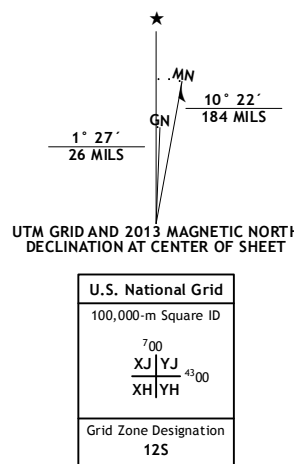 ★
MN
GN
10° 22´
184 MILS
1° 27´
26 MILS
UTM GRID AND 2013 MAGNETIC NORTH
DECLINATION AT CENTER OF SHEET
U.S. National Grid
100,000-m Square ID
⁷00
XJ YJ
⁴³00
XH YH
Grid Zone Designation
12S